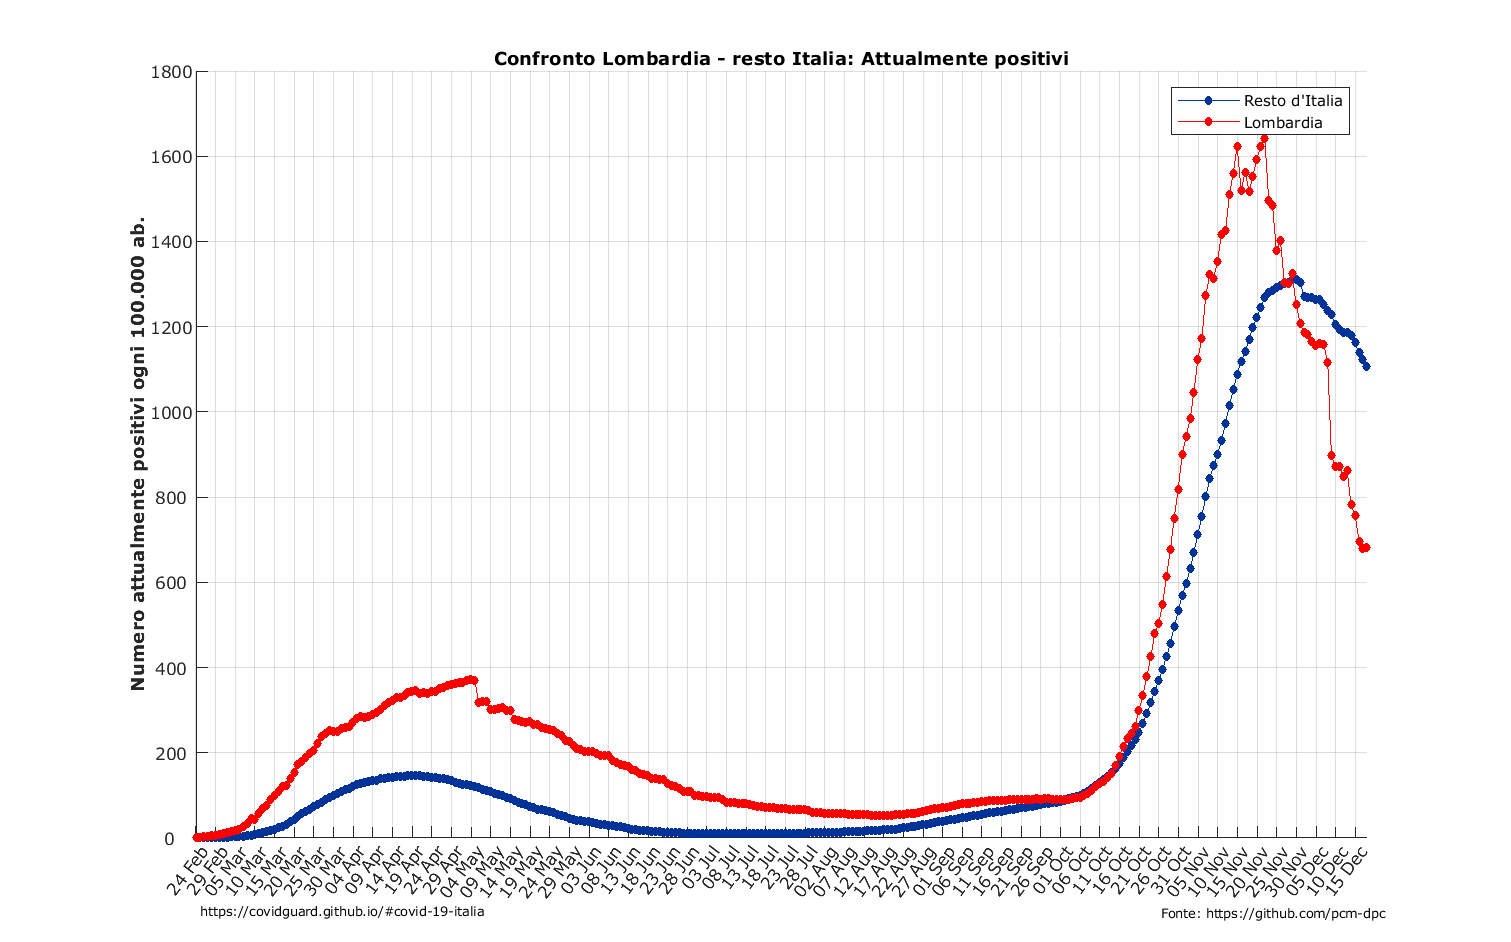 Confronto Lombardia - resto Italia: Attualmente positivi
Numero attualmente positivi ogni 100.000 ab.
1800
1600
1400
1200
1000
800
600
400
200
0
Resto d'Italia
Lombardia
24 Feb
29 Feb
05 Mar
10 Mar
15 Mar
20 Mar
25 Mar
30 Mar
04 Apr
09 Apr
14 Apr
19 Apr
24 Apr
29 Apr
04 May
09 May
14 May
19 May
24 May
29 May
03 Jun
08 Jun
13 Jun
18 Jun
23 Jun
28 Jun
03 Jul
08 Jul
13 Jul
18 Jul
23 Jul
28 Jul
02 Aug
07 Aug
12 Aug
17 Aug
22 Aug
27 Aug
01 Sep
06 Sep
11 Sep
16 Sep
21 Sep
26 Sep
01 Oct
06 Oct
11 Oct
16 Oct
21 Oct
26 Oct
31 Oct
05 Nov
10 Nov
15 Nov
20 Nov
25 Nov
30 Nov
05 Dec
10 Dec
15 Dec
https://covidguard.github.io/#covid-19-italia
Fonte: https://github.com/pcm-dpc